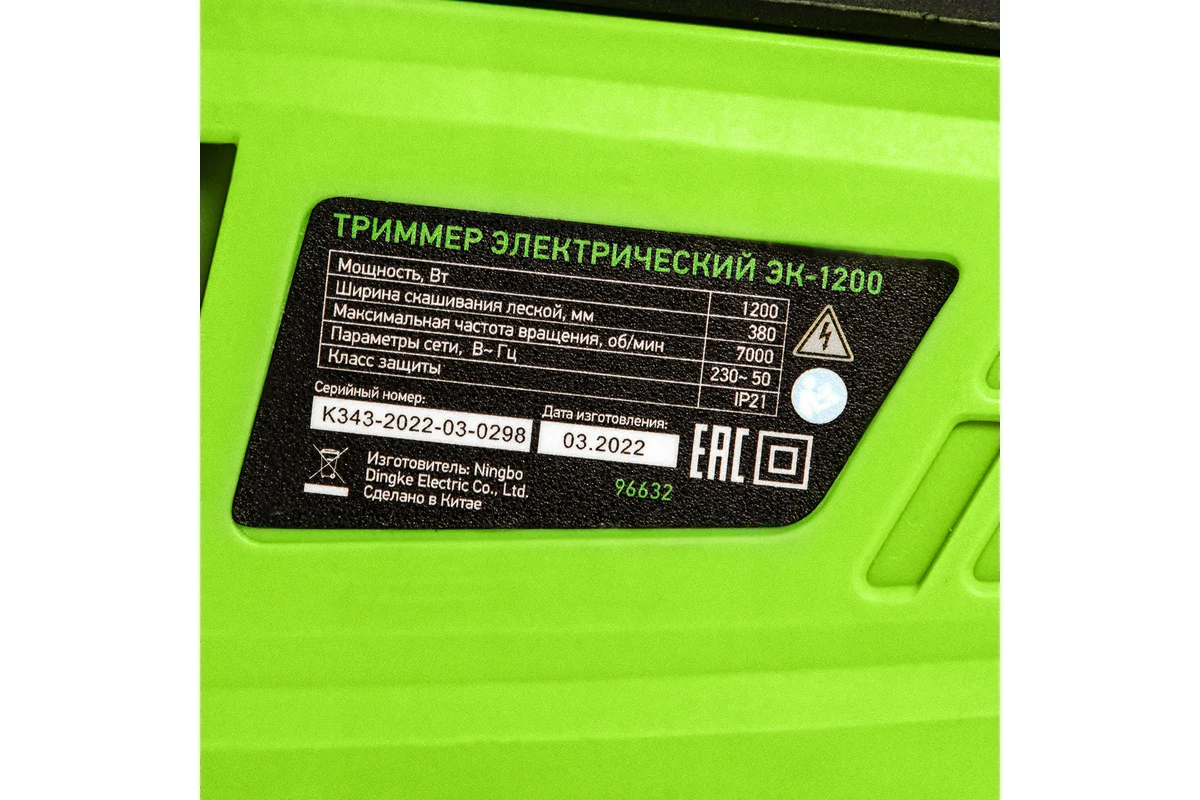 ТРИММЕР ЭЛЕКТРИЧЕСКИЙ ЭК-1200
Мощность, Вт 1200
Ширина скашивания леской, мм 380
Максимальная частота вращения, об/мин 7000
Параметры сети, В~ Гц 230~ 50
Класс защиты IP21
Серийный номер: Дата изготовления:
K343-2022-03-0298 03.2022
EAC
Изготовитель: Ningbo
Dingke Electric Co., Ltd.
Сделано в Китае
96632